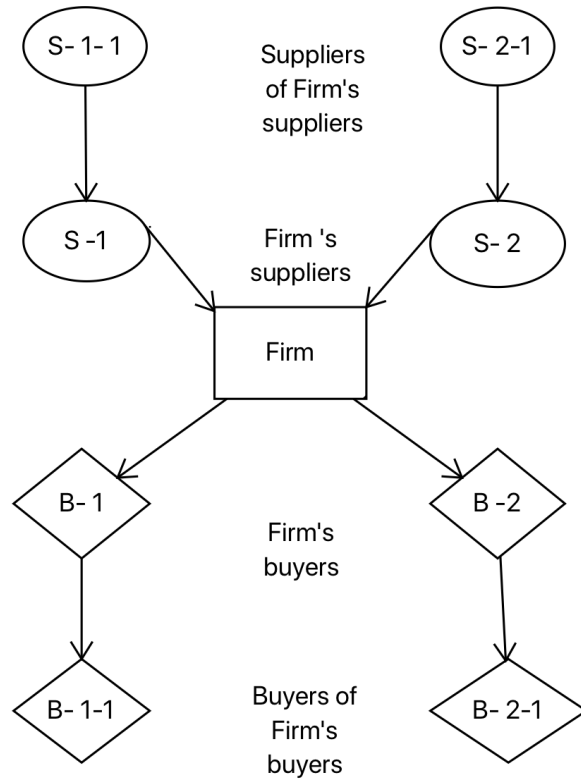 S- 1- 1
Suppliers
of Firm's
suppliers
S- 2-1
S -1
Firm 's
suppliers
S- 2
Firm
B- 1
Firm's
buyers
B -2
B- 1-1
Buyers of
Firm's
buyers
B- 2-1